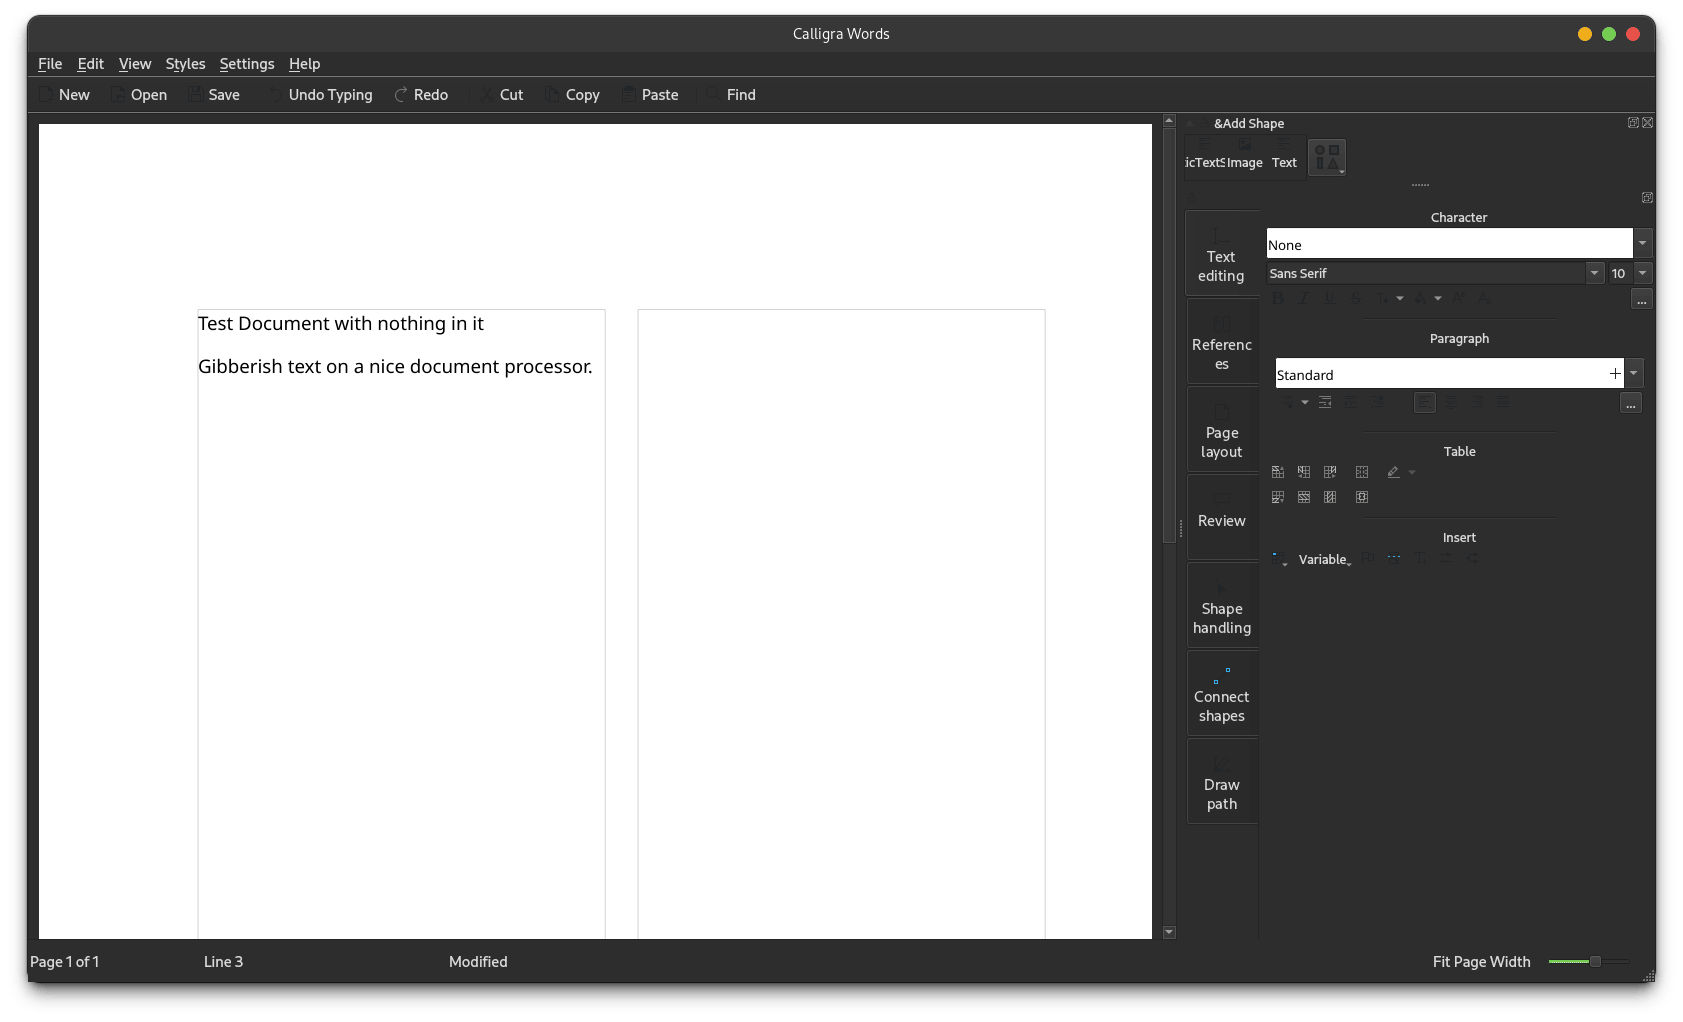 Calligra Words
File Edit View Styles Settings Help
New Open Save Undo Typing Redo Cut Copy Paste Find
&Add Shape
icTextS Image Text
Test Document with nothing in it
Gibberish text on a nice document processor.
Text
editing
Referenc
es
Page
layout
Review
Shape
handling
Connect
shapes
Draw
path
Character
None
Sans Serif 10
...
Paragraph
Standard
...
Table
Insert
Variable
Page 1 of 1 Line 3 Modified Fit Page Width